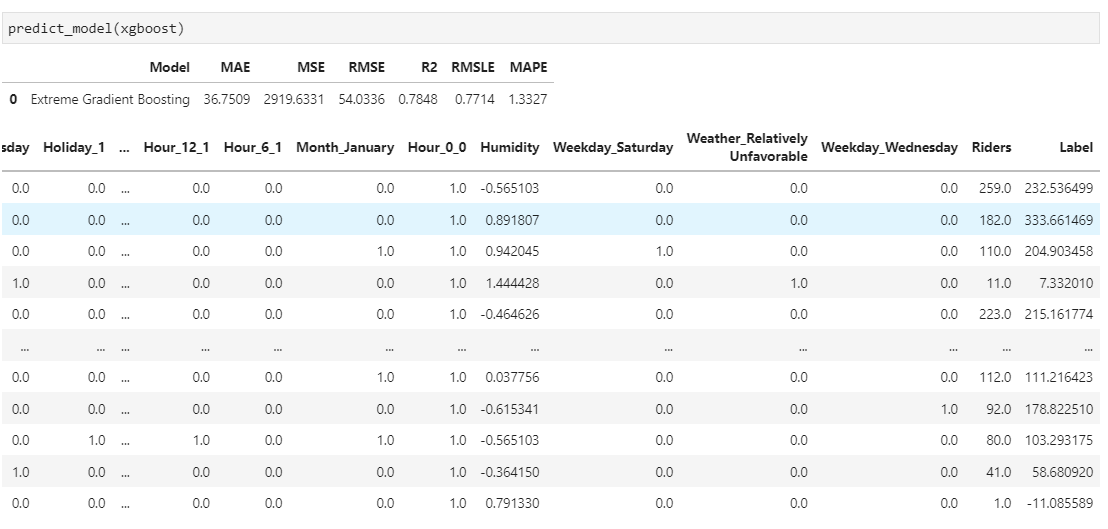 predict_model(xgboost)
Model MAE MSE RMSE R2 RMSLE MAPE
0 Extreme Gradient Boosting 36.7509 2919.6331 54.0336 0.7848 0.7714 1.3327
sday Holiday_1 ... Hour_12_1 Hour_6_1 Month_January Hour_0_0 Humidity Weekday_Saturday Weather_Relatively Unfavorable Weekday_Wednesday Riders Label
0.0 0.0 ... 0.0 0.0 0.0 1.0 -0.565103 0.0 0.0 0.0 259.0 232.536499
0.0 0.0 ... 0.0 0.0 0.0 1.0 0.891807 0.0 0.0 0.0 182.0 333.661469
0.0 0.0 ... 0.0 0.0 1.0 1.0 0.942045 1.0 0.0 0.0 110.0 204.903458
1.0 0.0 ... 0.0 0.0 0.0 1.0 1.444428 0.0 1.0 0.0 11.0 7.332010
0.0 0.0 ... 0.0 0.0 0.0 1.0 -0.464626 0.0 0.0 0.0 223.0 215.161774
... ... ... ... ... ... ... ... ... ... ... ... ...
0.0 0.0 ... 0.0 0.0 1.0 1.0 0.037756 0.0 0.0 0.0 112.0 111.216423
0.0 0.0 ... 0.0 0.0 0.0 1.0 -0.615341 0.0 0.0 1.0 92.0 178.822510
0.0 1.0 ... 1.0 0.0 1.0 1.0 -0.565103 0.0 0.0 0.0 80.0 103.293175
1.0 0.0 ... 0.0 0.0 0.0 1.0 -0.364150 0.0 0.0 0.0 41.0 58.680920
0.0 0.0 ... 0.0 0.0 0.0 1.0 0.791330 0.0 0.0 0.0 1.0 -11.085589